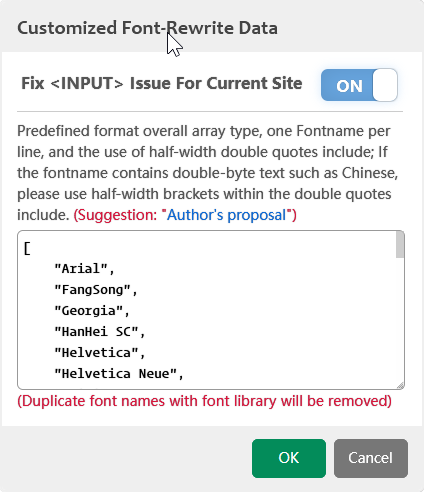 Customized Font-Rewrite Data
Fix <INPUT> Issue For Current Site
ON
Predefined format overall array type, one Fontname per
line, and the use of half-width double quotes include; If
the fontname contains double-byte text such as Chinese,
please use half-width brackets within the double quotes
include. (Suggestion: "Author's proposal")
[
"Arial",
"FangSong",
"Georgia",
"HanHei SC",
"Helvetica",
"Helvetica Neue",
(Duplicate font names with font library will be removed)
OK
Cancel